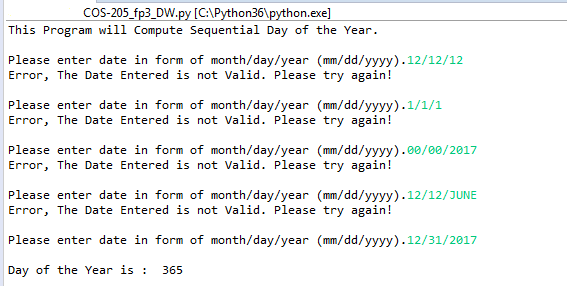 COS-205_fp3_DW.py [C:\Python36\python.exe]
This Program will Compute Sequential Day of the Year.
Please enter date in form of month/day/year (mm/dd/yyyy).12/12/12
Error, The Date Entered is not Valid. Please try again!
Please enter date in form of month/day/year (mm/dd/yyyy).1/1/1
Error, The Date Entered is not Valid. Please try again!
Please enter date in form of month/day/year (mm/dd/yyyy).00/00/2017
Error, The Date Entered is not Valid. Please try again!
Please enter date in form of month/day/year (mm/dd/yyyy).12/12/JUNE
Error, The Date Entered is not Valid. Please try again!
Please enter date in form of month/day/year (mm/dd/yyyy).12/31/2017
Day of the Year is :  365